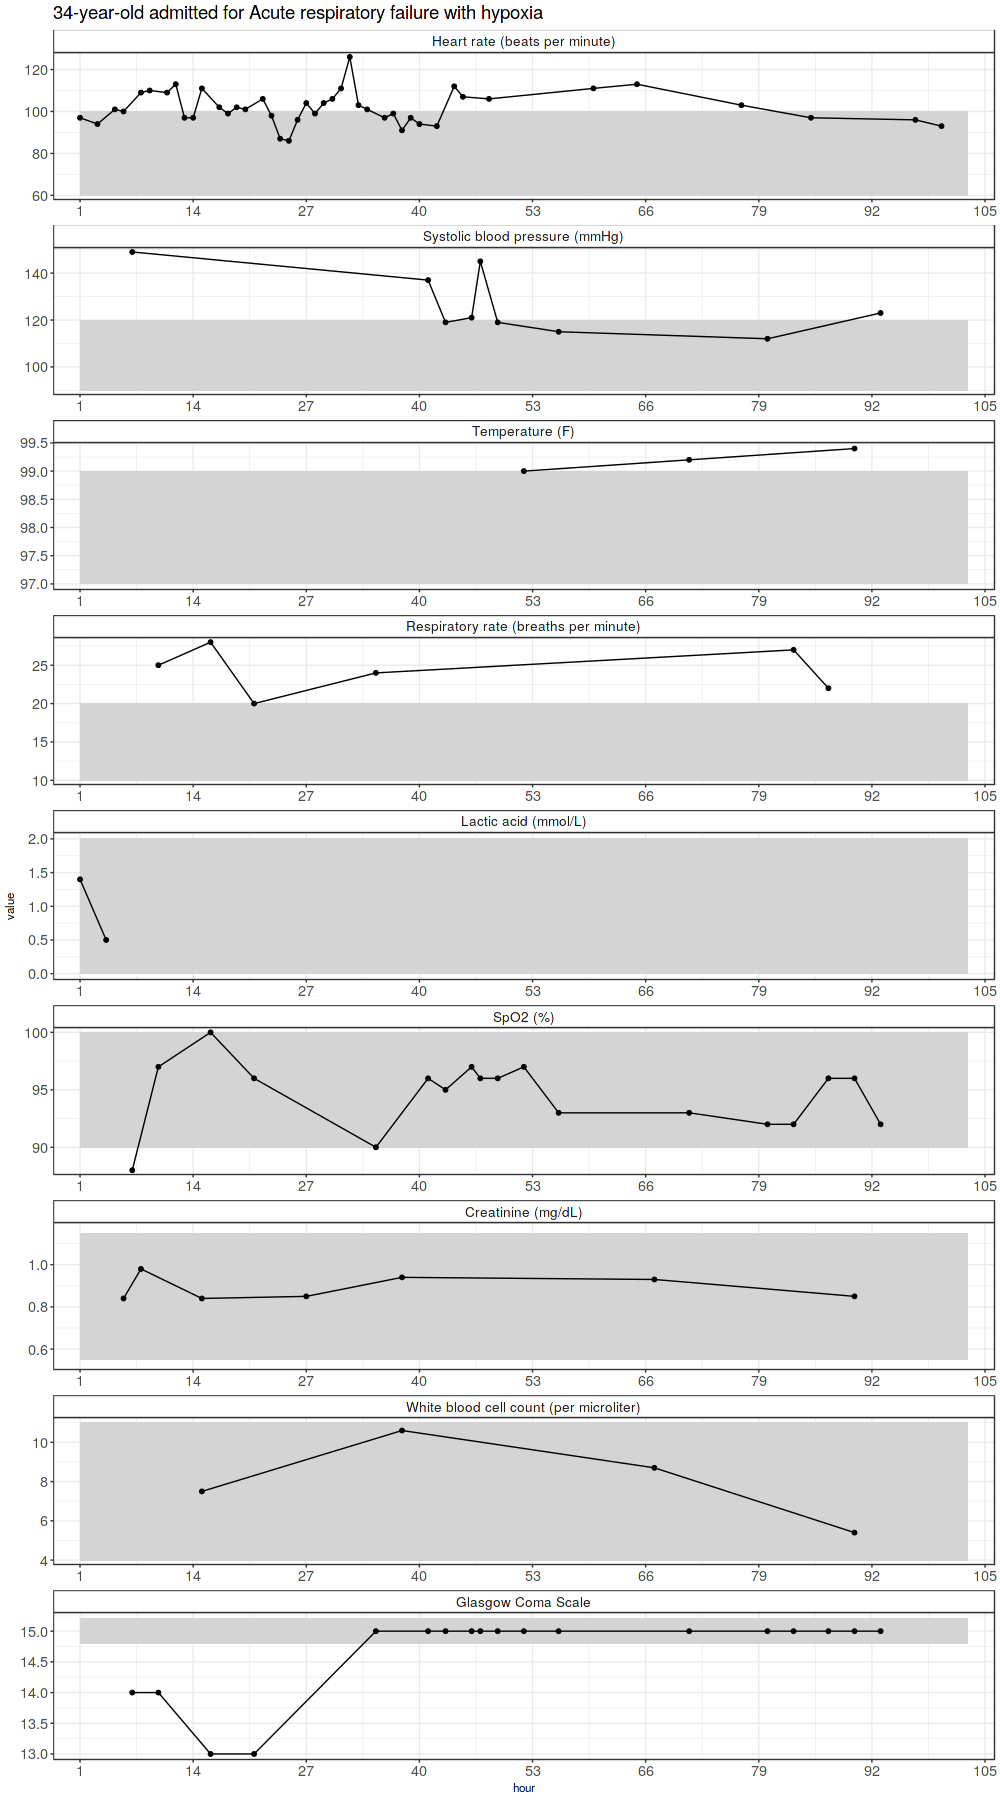 34-year-old admitted for Acute respiratory failure with hypoxia
Heart rate (beats per minute)
120
100
80
60
1 14 27 40 53 66 79 92 105
Systolic blood pressure (mmHg)
140
120
100
1 14 27 40 53 66 79 92 105
Temperature (F)
99.5
99.0
98.5
98.0
97.5
97.0
1 14 27 40 53 66 79 92 105
Respiratory rate (breaths per minute)
25
20
15
10
1 14 27 40 53 66 79 92 105
Lactic acid (mmol/L)
2.0
1.5
1.0
0.5
0.0
1 14 27 40 53 66 79 92 105
value
SpO2 (%)
100
95
90
1 14 27 40 53 66 79 92 105
Creatinine (mg/dL)
1.0
0.8
0.6
1 14 27 40 53 66 79 92 105
White blood cell count (per microliter)
10
8
6
4
1 14 27 40 53 66 79 92 105
Glasgow Coma Scale
15.0
14.5
14.0
13.5
13.0
1 14 27 40 53 66 79 92 105
hour